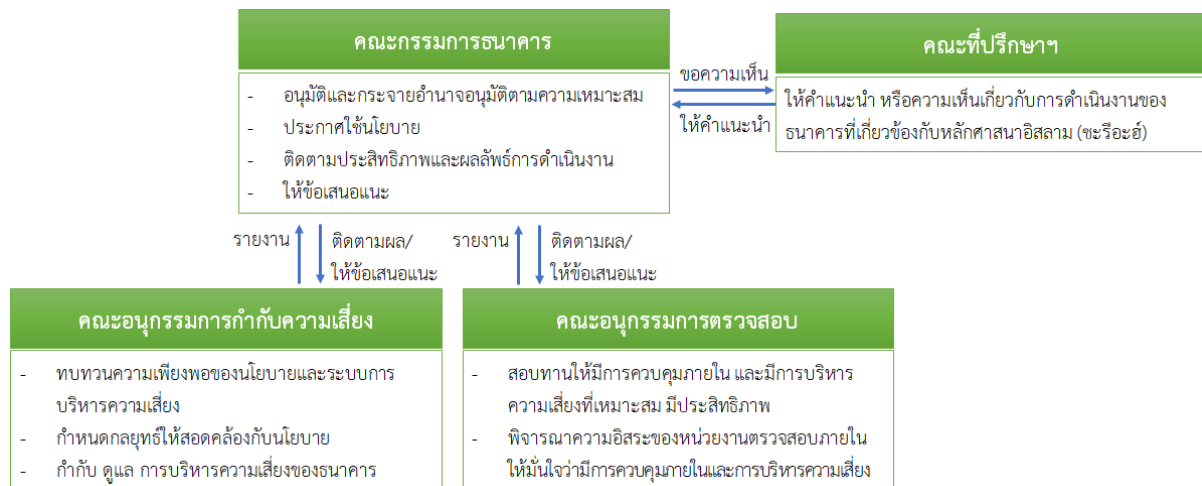 คณะกรรมการธนาคาร
- อนุมัติและกระจายอำนาจอนุมัติตามความเหมาะสม
- ประกาศใช้นโยบาย
- ติดตามประสิทธิภาพและผลลัพธ์การดำเนินงาน
- ให้ข้อเสนอแนะ
ขอความเห็น
ให้คำแนะนำ
คณะที่ปรึกษาฯ
ให้คำแนะนำ หรือความเห็นเกี่ยวกับการดำเนินงานของ
ธนาคารที่เกี่ยวข้องกับหลักศาสนาอิสลาม (ชะรีอะฮ์)
รายงาน
ติดตามผล/
ให้ข้อเสนอแนะ
รายงาน
ติดตามผล/
ให้ข้อเสนอแนะ
คณะอนุกรรมการกำกับความเสี่ยง
- ทบทวนความเพียงพอของนโยบายและระบบการ
บริหารความเสี่ยง
- กำหนดกลยุทธ์ให้สอดคล้องกับนโยบาย
- กำกับ ดูแล การบริหารความเสี่ยงของธนาคาร
คณะอนุกรรมการตรวจสอบ
- สอบทานให้มีการควบคุมภายใน และมีการบริหาร
ความเสี่ยงที่เหมาะสม มีประสิทธิภาพ
- พิจารณาความอิสระของหน่วยงานตรวจสอบภายใน
ให้มั่นใจว่ามีการควบคุมภายในและการบริหารความเสี่ยง